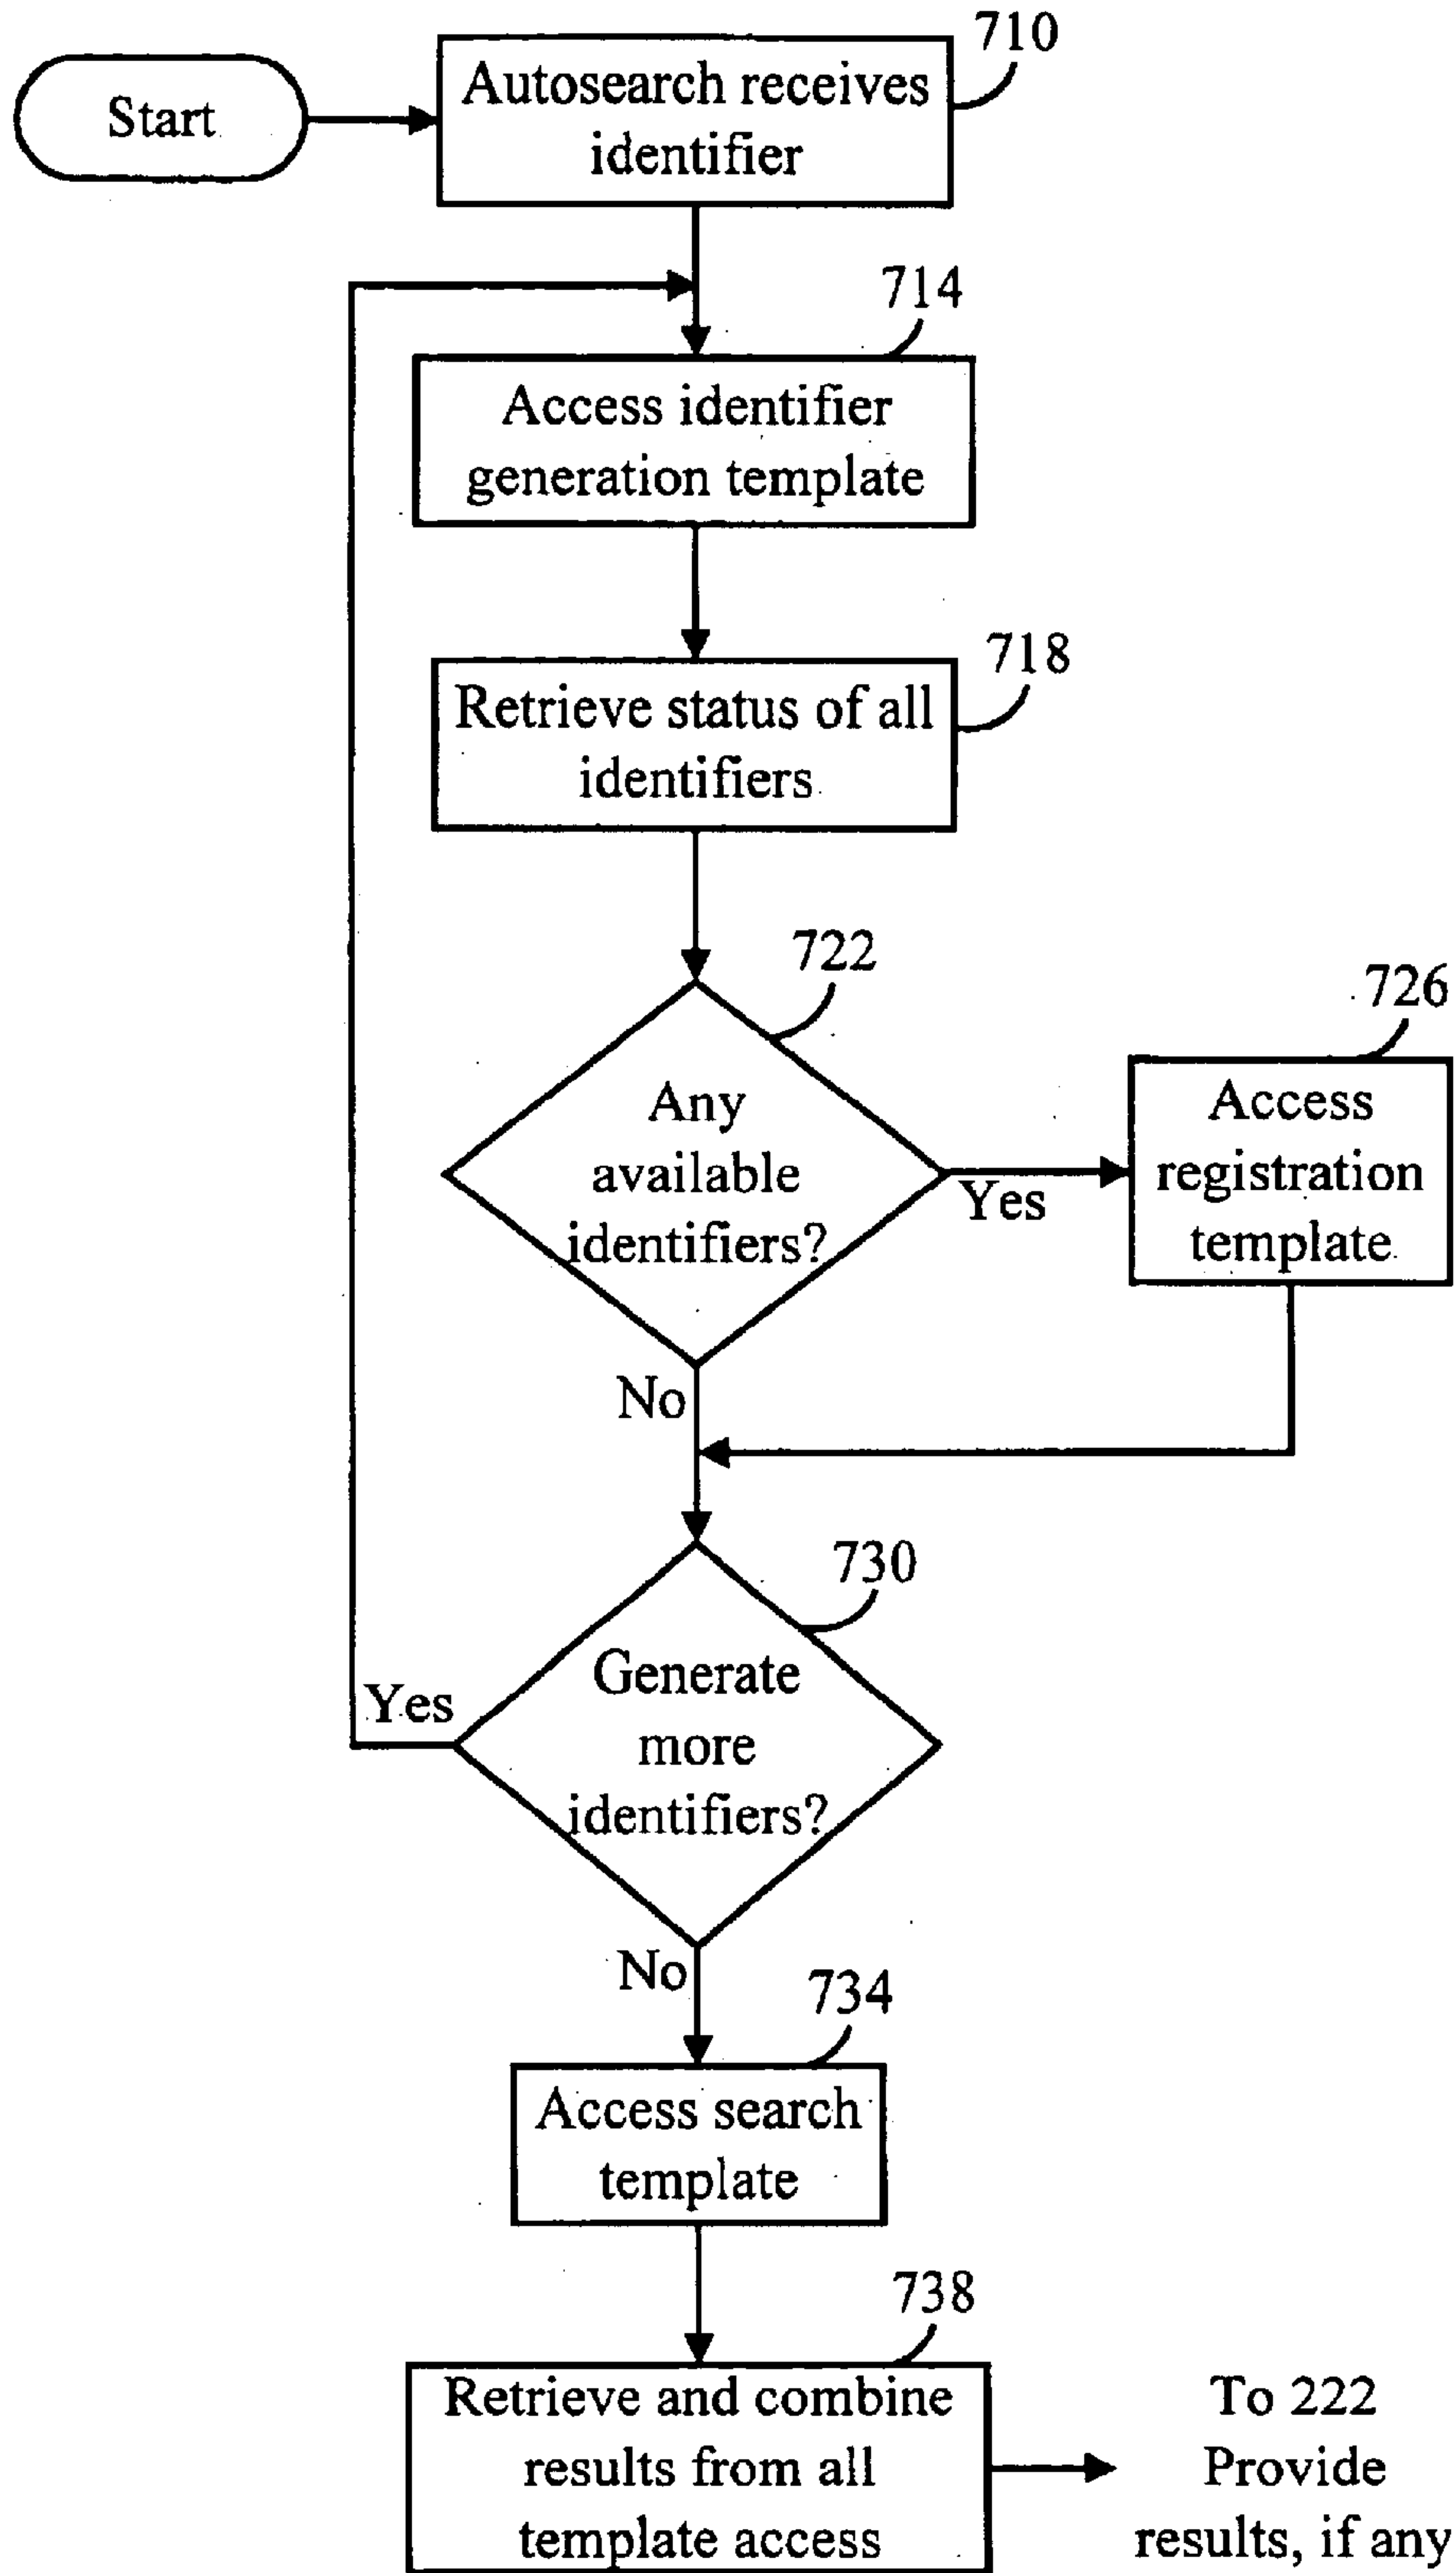 710
Start
Autosearch receives
identifier
714
Access identifier
generation template
718
Retrieve status of all
identifiers
722
726
Any
available
identifiers?
Yes
Access
registration
template
No
730
Generate
more
identifiers?
Yes
No
734
Access search
template
738
Retrieve and combine
results from all
template access
To 222
Provide
results, if any